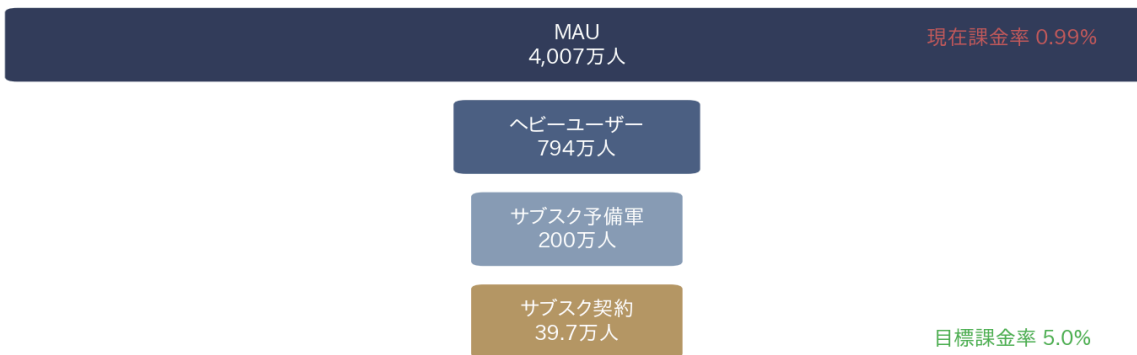 MAU
4,007万人
現在課金率 0.99%
ヘビーユーザー
794万人
サブスク予備軍
200万人
サブスク契約
39.7万人
目標課金率 5.0%